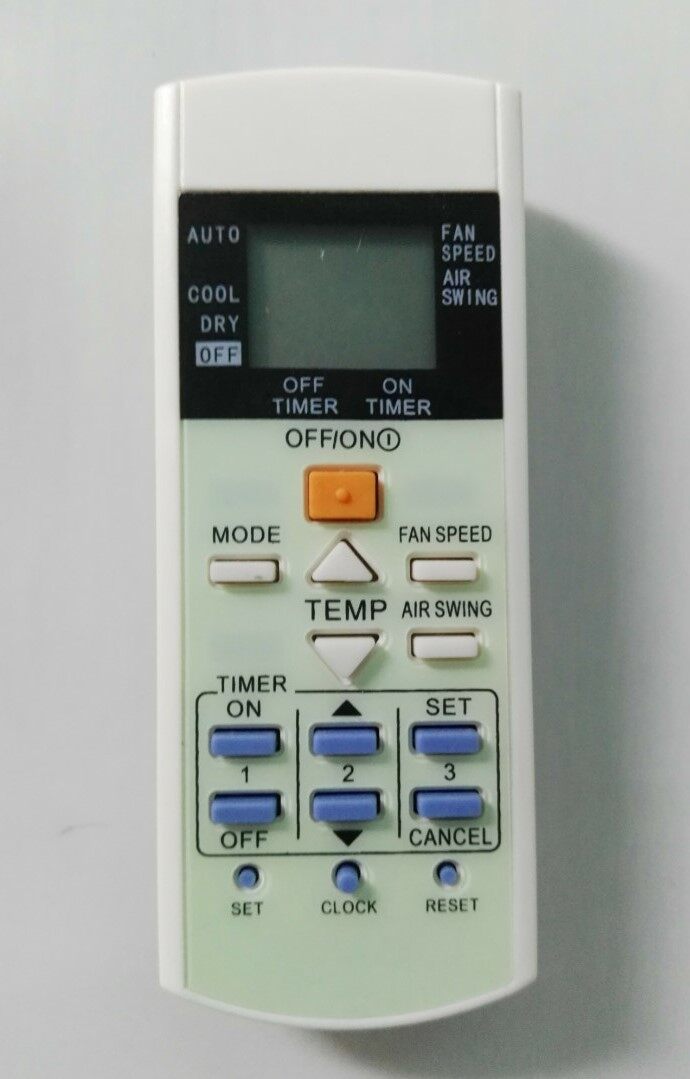 AUTO
FAN
SPEED
AIR
SWING
COOL
DRY
OFF
OFF
TIMER
ON
TIMER
OFF/ON
MODE
FAN SPEED
TEMP
AIR SWING
TIMER
ON
SET
1
2
3
OFF
CANCEL
SET
CLOCK
RESET